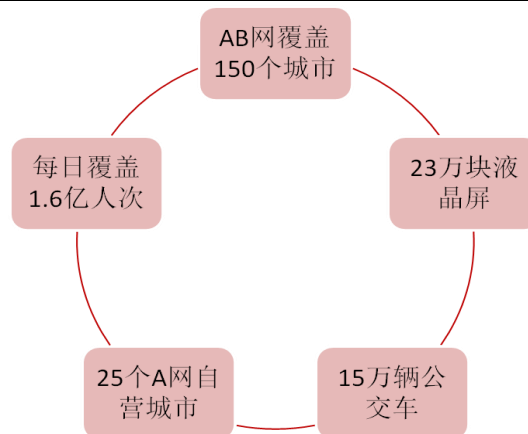 AB网覆盖
150个城市
每日覆盖
1.6亿人次
23万块液
晶屏
25个A网自
营城市
15万辆公
交车